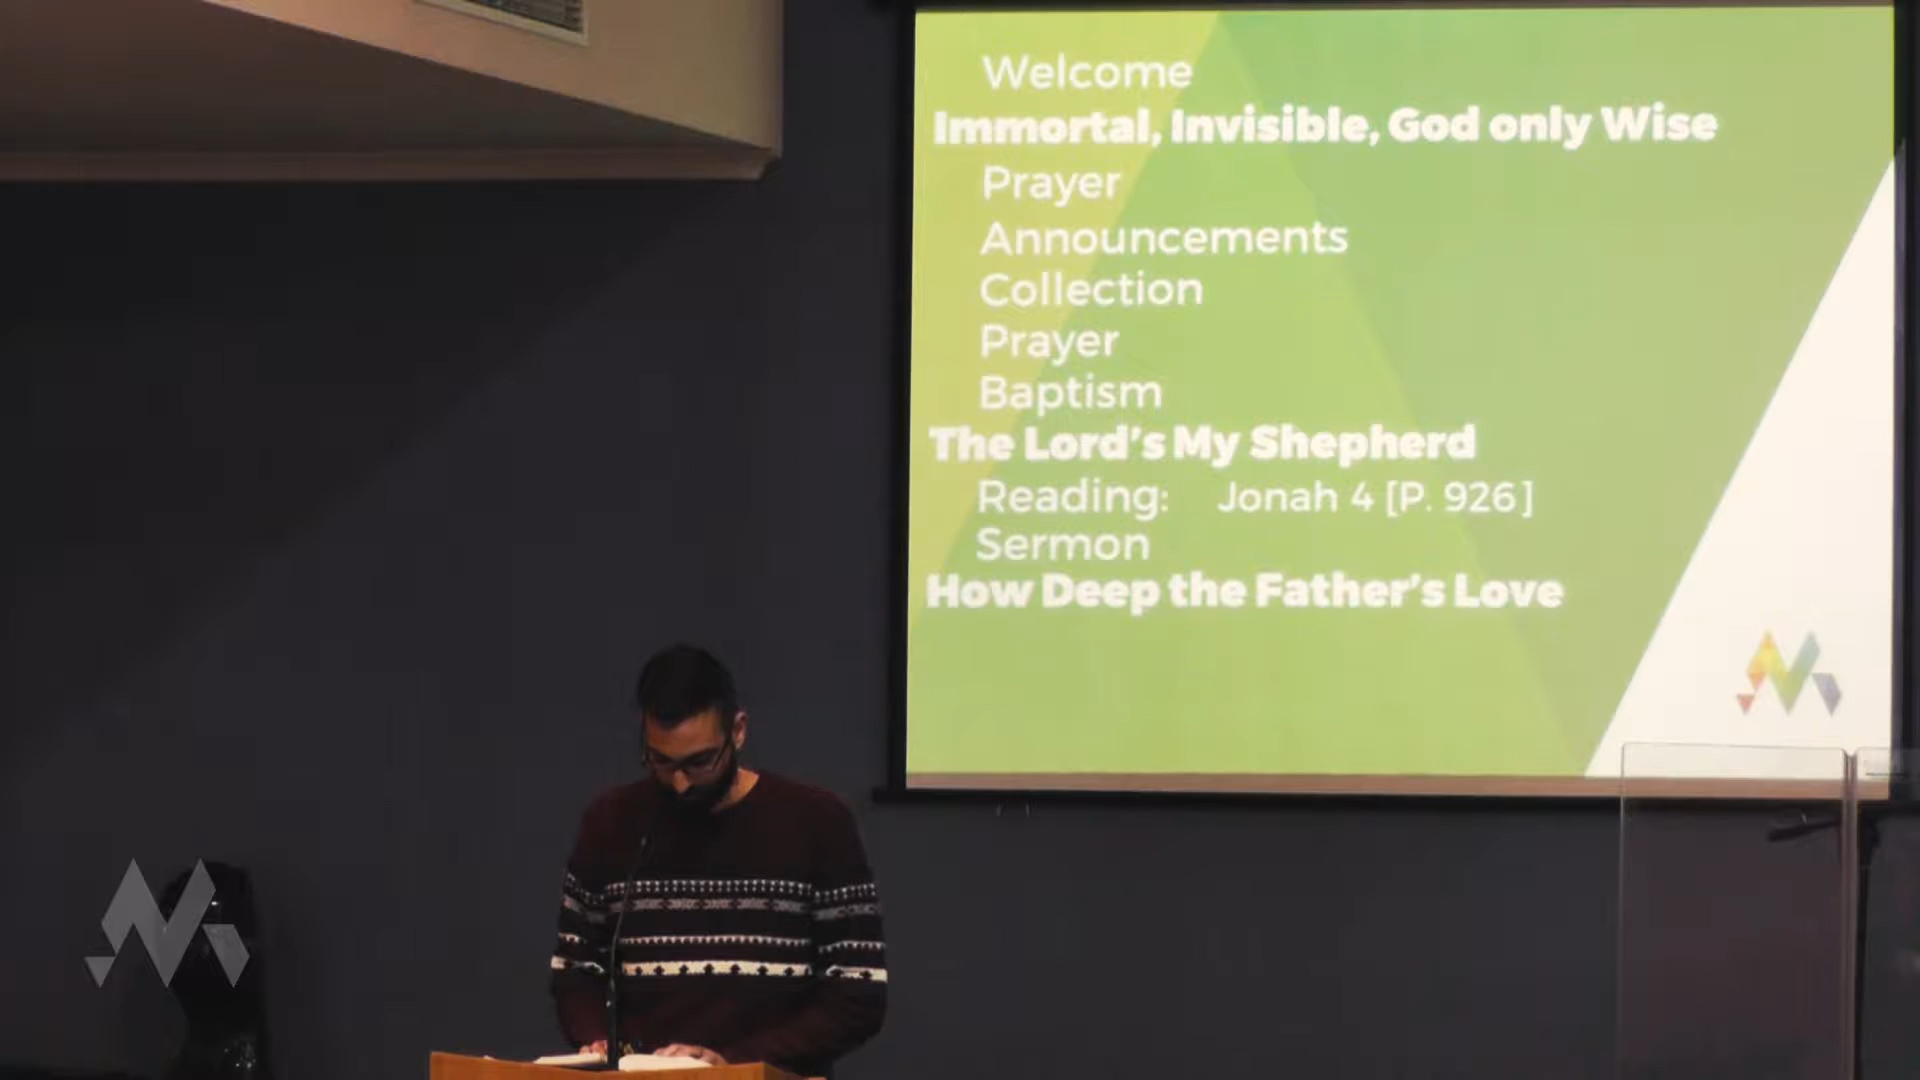 Welcome
Immortal, Invisible, God only Wise
Prayer
Announcements
Collection
Prayer
Baptism
The Lord's My Shepherd
Reading: Jonah 4 [P. 926]
Sermon
How Deep the Father's Love